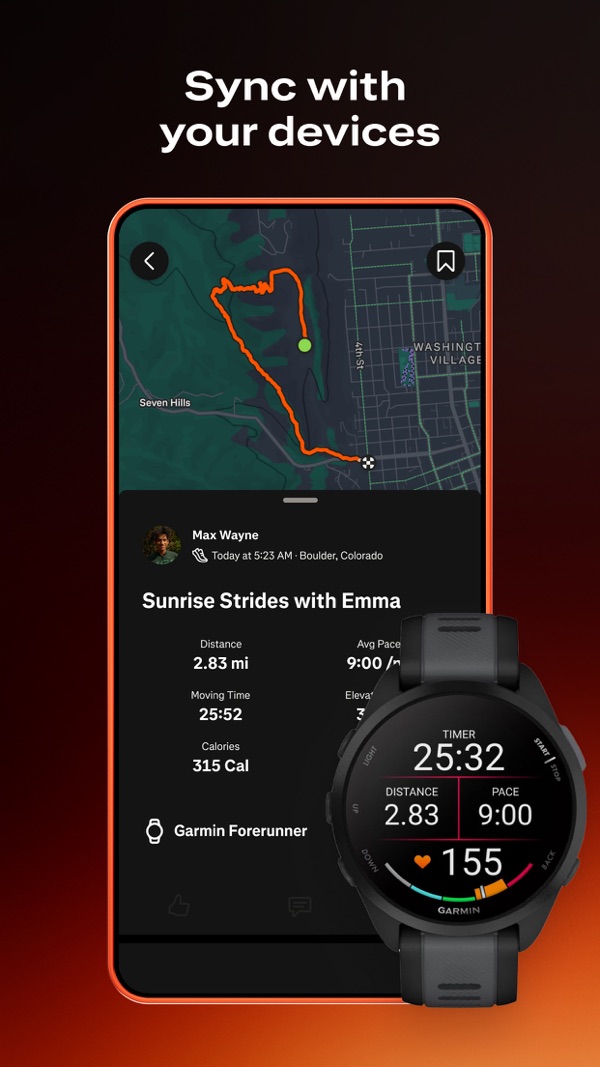 Sync with
your devices
4th St
WASHINGT
VILLAGE
Seven Hills
Max Wayne
Today at 5:23 AM · Boulder, Colorado
Sunrise Strides with Emma
Distance
Avg Pace
2.83 mi
9:00 /
Moving Time
25:52
Calories
315 Cal
Garmin Forerunner
TIMER
25:32
DISTANCE
PACE
2.83
9:00
155
GARMIN
LIGHT
START
STOP
UP
DOWN
BACK